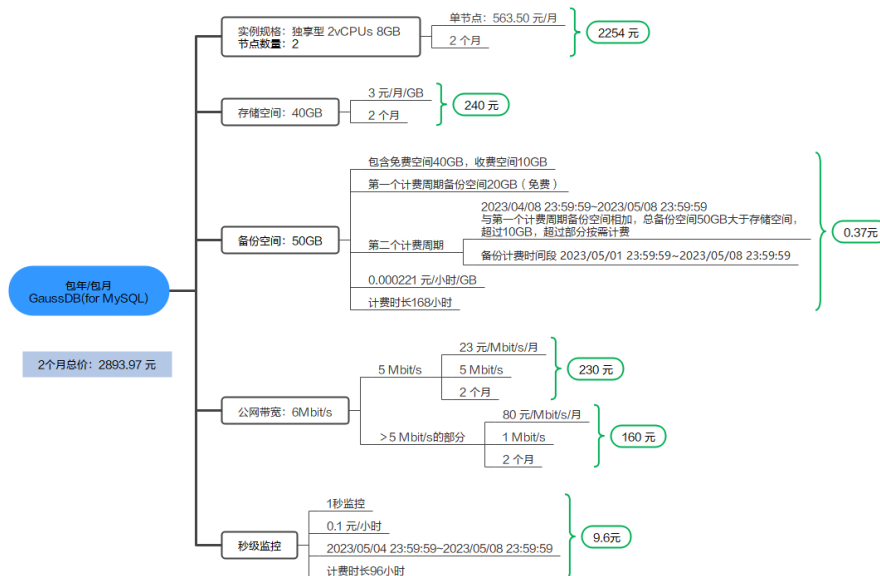 包年/包月
GaussDB(for MySQL)
2个月总价：2893.97 元
实例规格：独享型 2vCPUs 8GB
节点数量：2
单节点：563.50 元/月
2 个月
2254 元
存储空间：40GB
3 元/月/GB
2 个月
240 元
备份空间：50GB
包含免费空间40GB，收费空间10GB
第一个计费周期备份空间20GB（免费）
第二个计费周期
2023/04/08 23:59:59~2023/05/08 23:59:59
与第一个计费周期备份空间相加，总备份空间50GB大于存储空间，
超过10GB，超过部分按需计费
备份计费时间段 2023/05/01 23:59:59~2023/05/08 23:59:59
0.000221 元/小时/GB
计费时长168小时
0.37元
公网带宽：6Mbit/s
5 Mbit/s
23 元/Mbit/s/月
5 Mbit/s
2 个月
230 元
＞5 Mbit/s的部分
80 元/Mbit/s/月
1 Mbit/s
2 个月
160 元
秒级监控
1秒监控
0.1 元/小时
2023/05/04 23:59:59~2023/05/08 23:59:59
计费时长96小时
9.6元